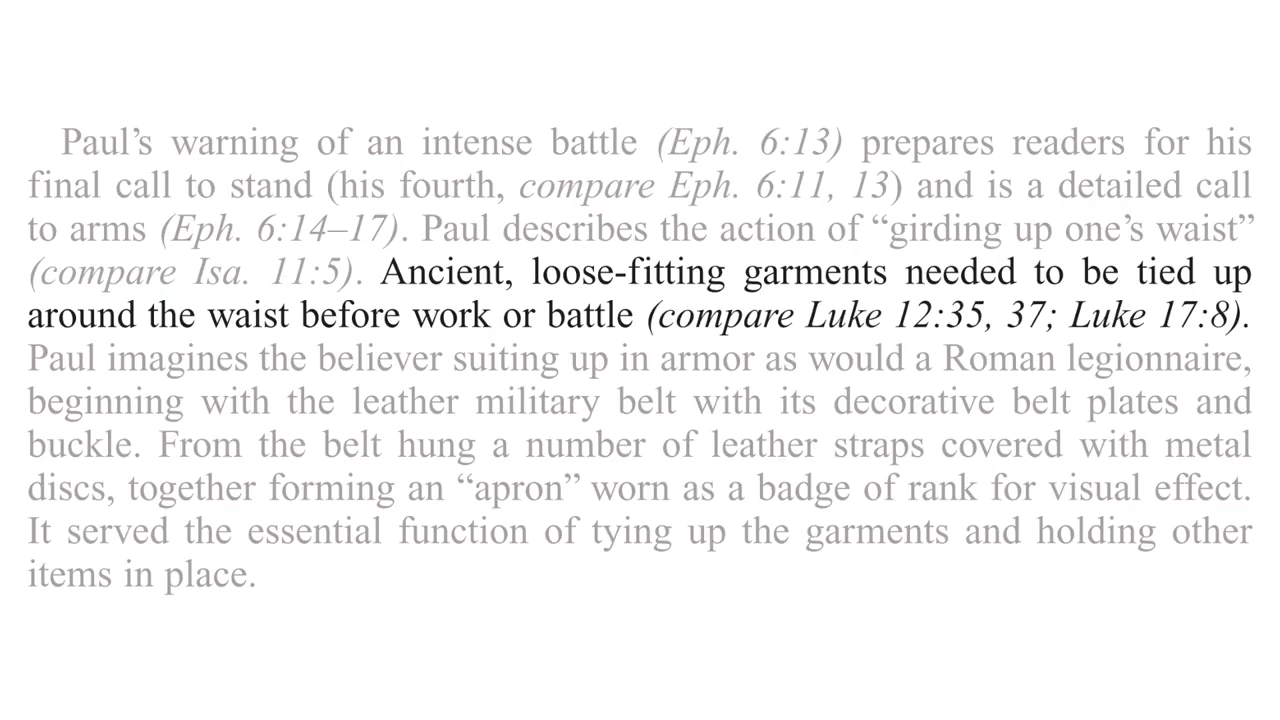 Paul’s warning of an intense battle (Eph. 6:13) prepares readers for his
final call to stand (his fourth, compare Eph. 6:11, 13) and is a detailed call
to arms (Eph. 6:14–17). Paul describes the action of “girding up one’s waist”
(compare Isa. 11:5). Ancient, loose-fitting garments needed to be tied up
around the waist before work or battle (compare Luke 12:35, 37; Luke 17:8).
Paul imagines the believer suiting up in armor as would a Roman legionnaire,
beginning with the leather military belt with its decorative belt plates and
buckle. From the belt hung a number of leather straps covered with metal
discs, together forming an “apron” worn as a badge of rank for visual effect.
It served the essential function of tying up the garments and holding other
items in place.